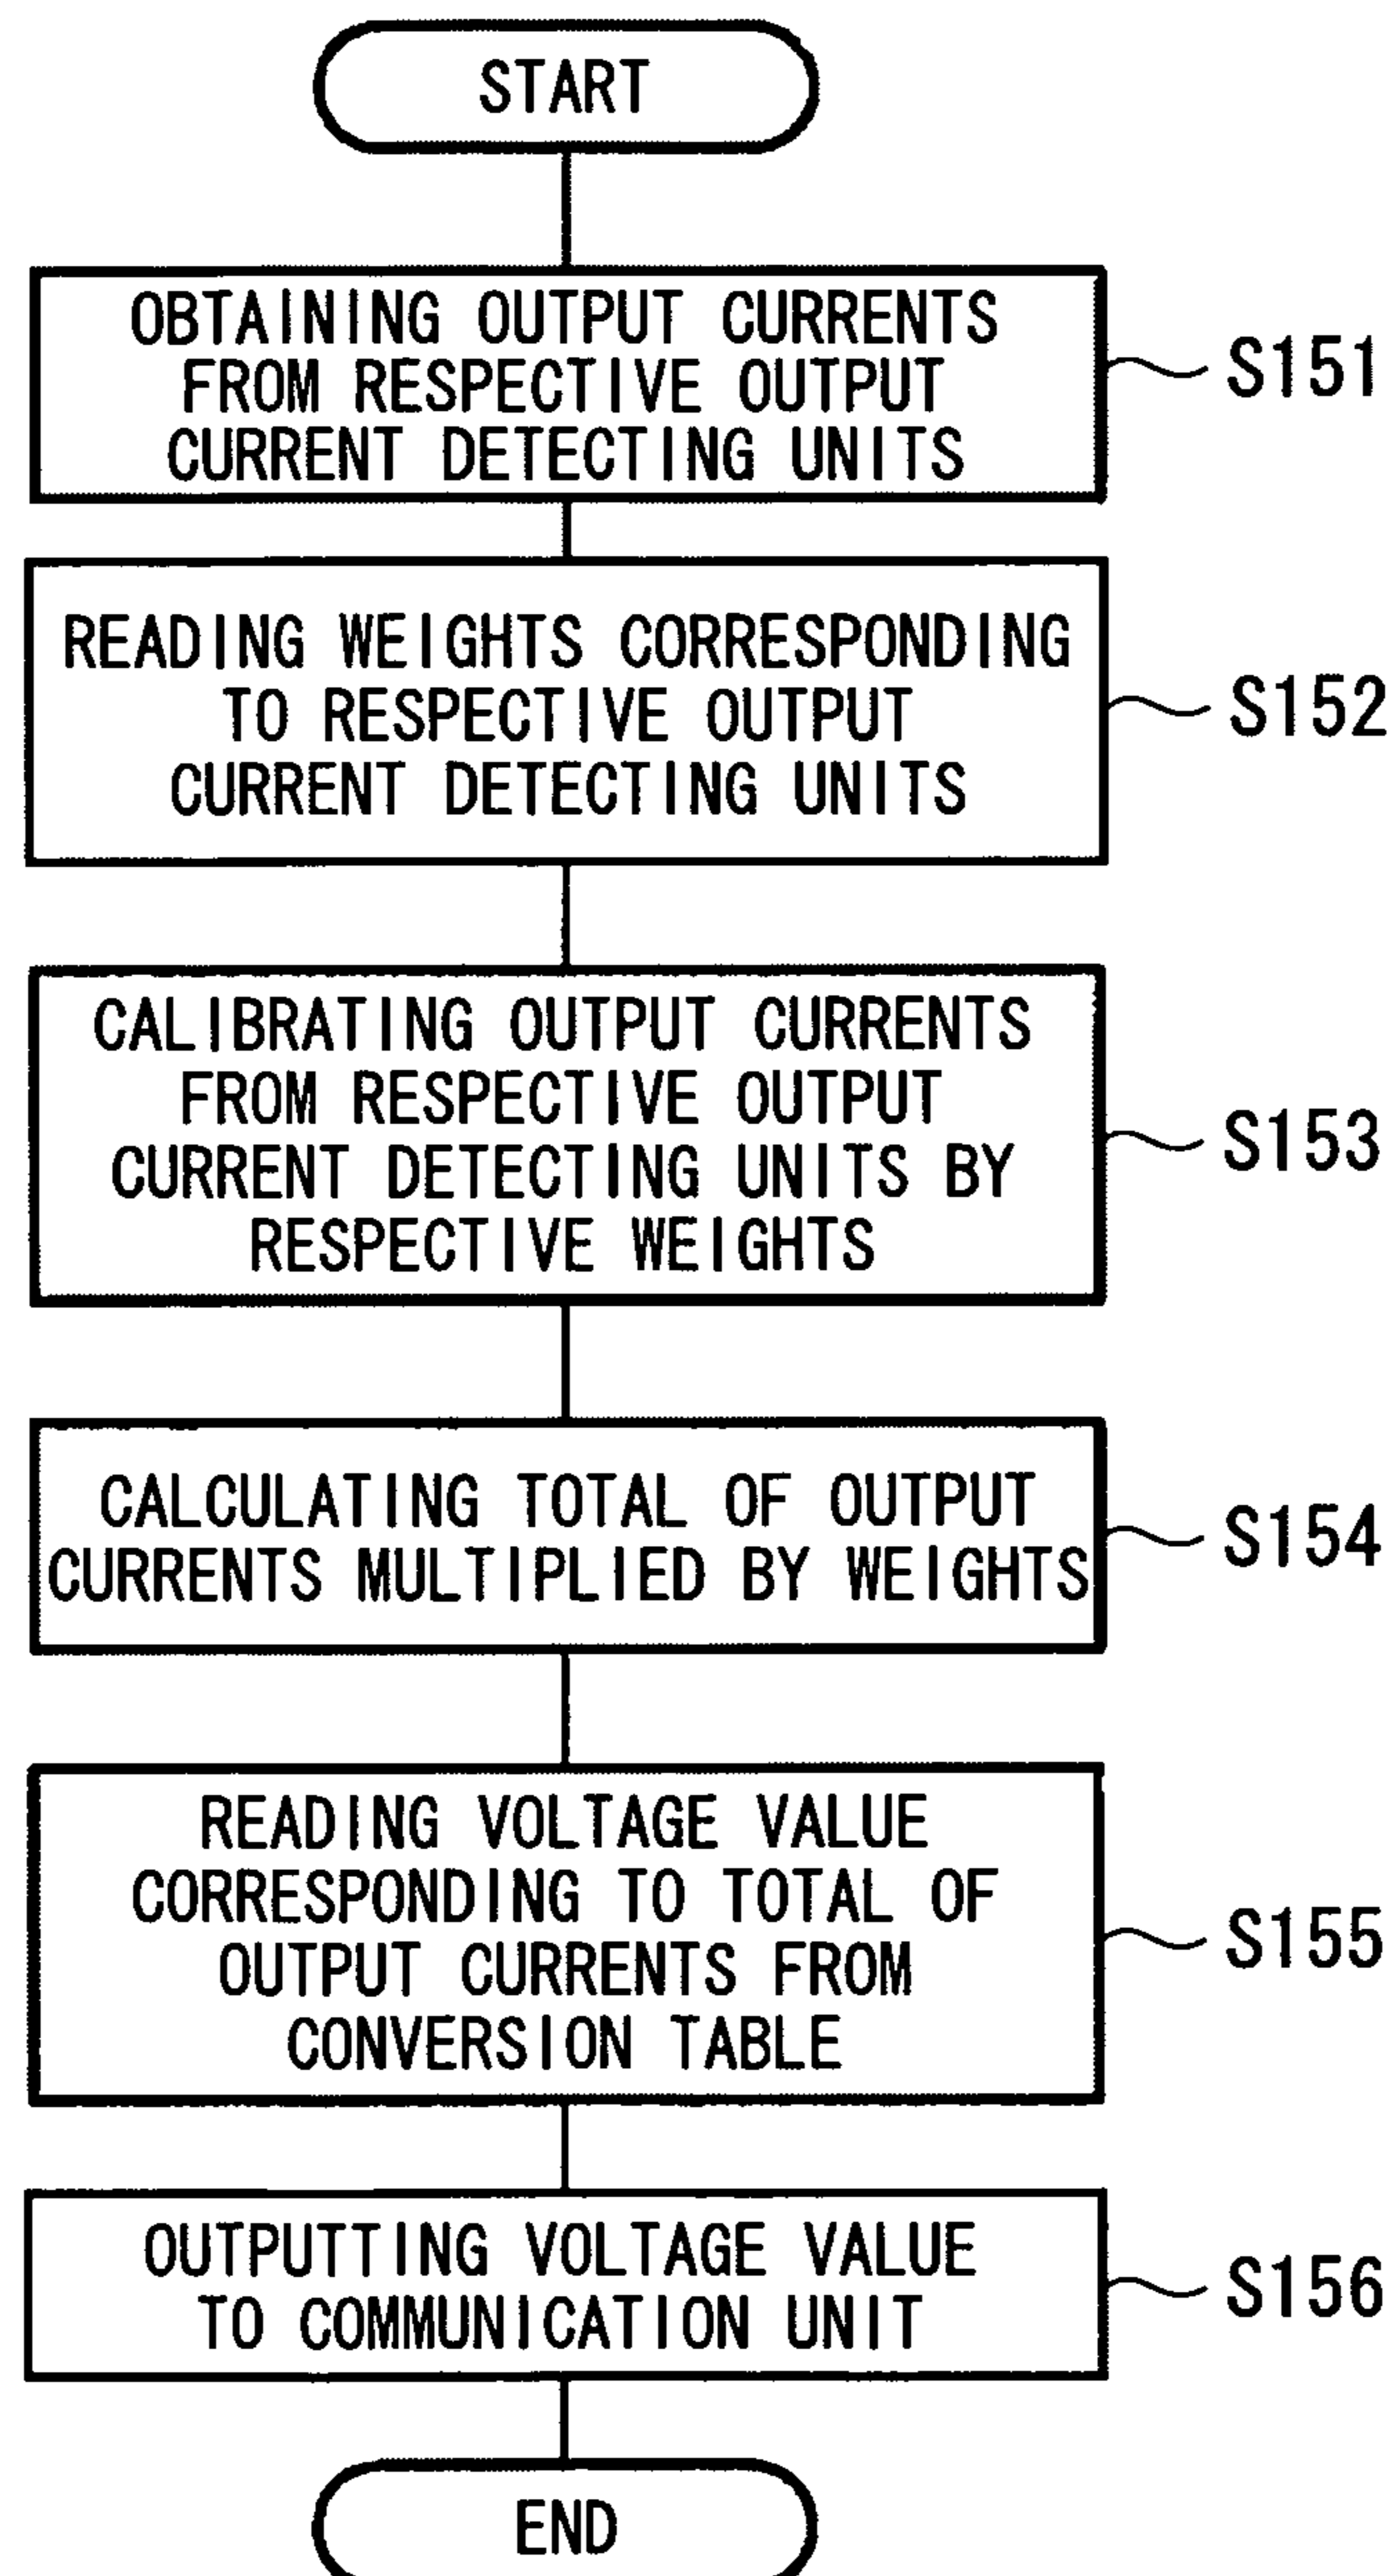 START
OBTAINING OUTPUT CURRENTS
FROM RESPECTIVE OUTPUT
CURRENT DETECTING UNITS
S151
READING WEIGHTS CORRESPONDING
TO RESPECTIVE OUTPUT
CURRENT DETECTING UNITS
S152
CALIBRATING OUTPUT CURRENTS
FROM RESPECTIVE OUTPUT
CURRENT DETECTING UNITS BY
RESPECTIVE WEIGHTS
S153
CALCULATING TOTAL OF OUTPUT
CURRENTS MULTIPLIED BY WEIGHTS
S154
READING VOLTAGE VALUE
CORRESPONDING TO TOTAL OF
OUTPUT CURRENTS FROM
CONVERSION TABLE
S155
OUTPUTTING VOLTAGE VALUE
TO COMMUNICATION UNIT
S156
END